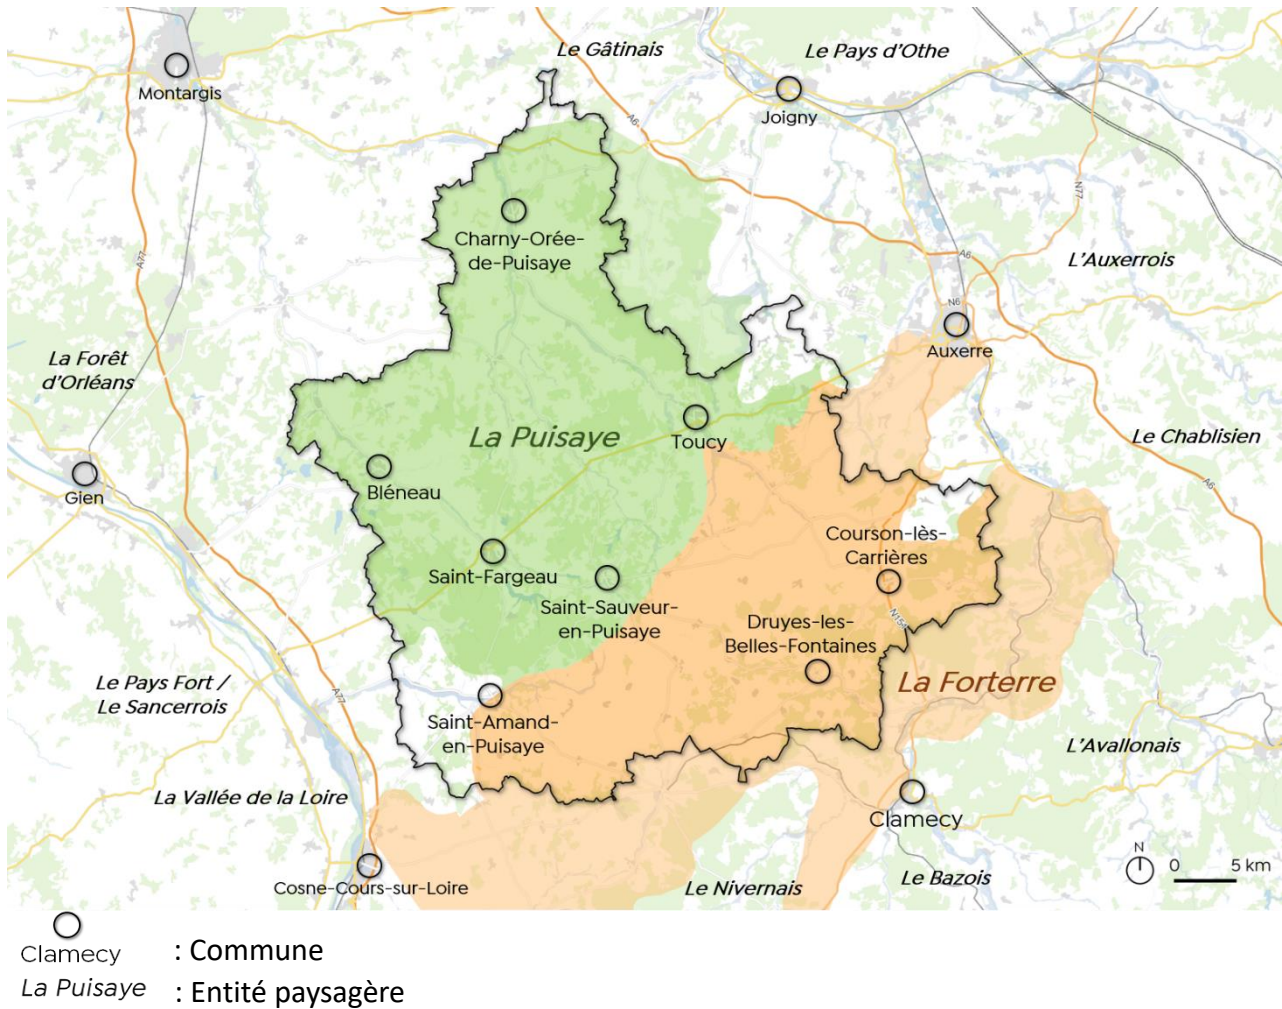 Le Gâtinais
Le Pays d'Othe
Montargis
A6
Joigny
N77
Charny-Orée-
de-Puisaye
A77
A6
L'Auxerrois
N6
Auxerre
La Forêt
d'Orléans
La Puisaye
Toucy
Le Chablisien
A6
Gien
Bléneau
Courson-lès-
Carrières
Saint-Fargeau
Saint-Sauveur-
en-Puisaye
N151
Druyes-les-
Belles-Fontaines
La Forterre
Le Pays Fort /
Le Sancerrois
A77
Saint-Amand-
en-Puisaye
L'Avallonais
La Vallée de la Loire
Clamecy
Cosne-Cours-sur-Loire
Le Nivernais
Le Bazois
N
0 5 km
Clamecy : Commune
La Puisaye : Entité paysagère